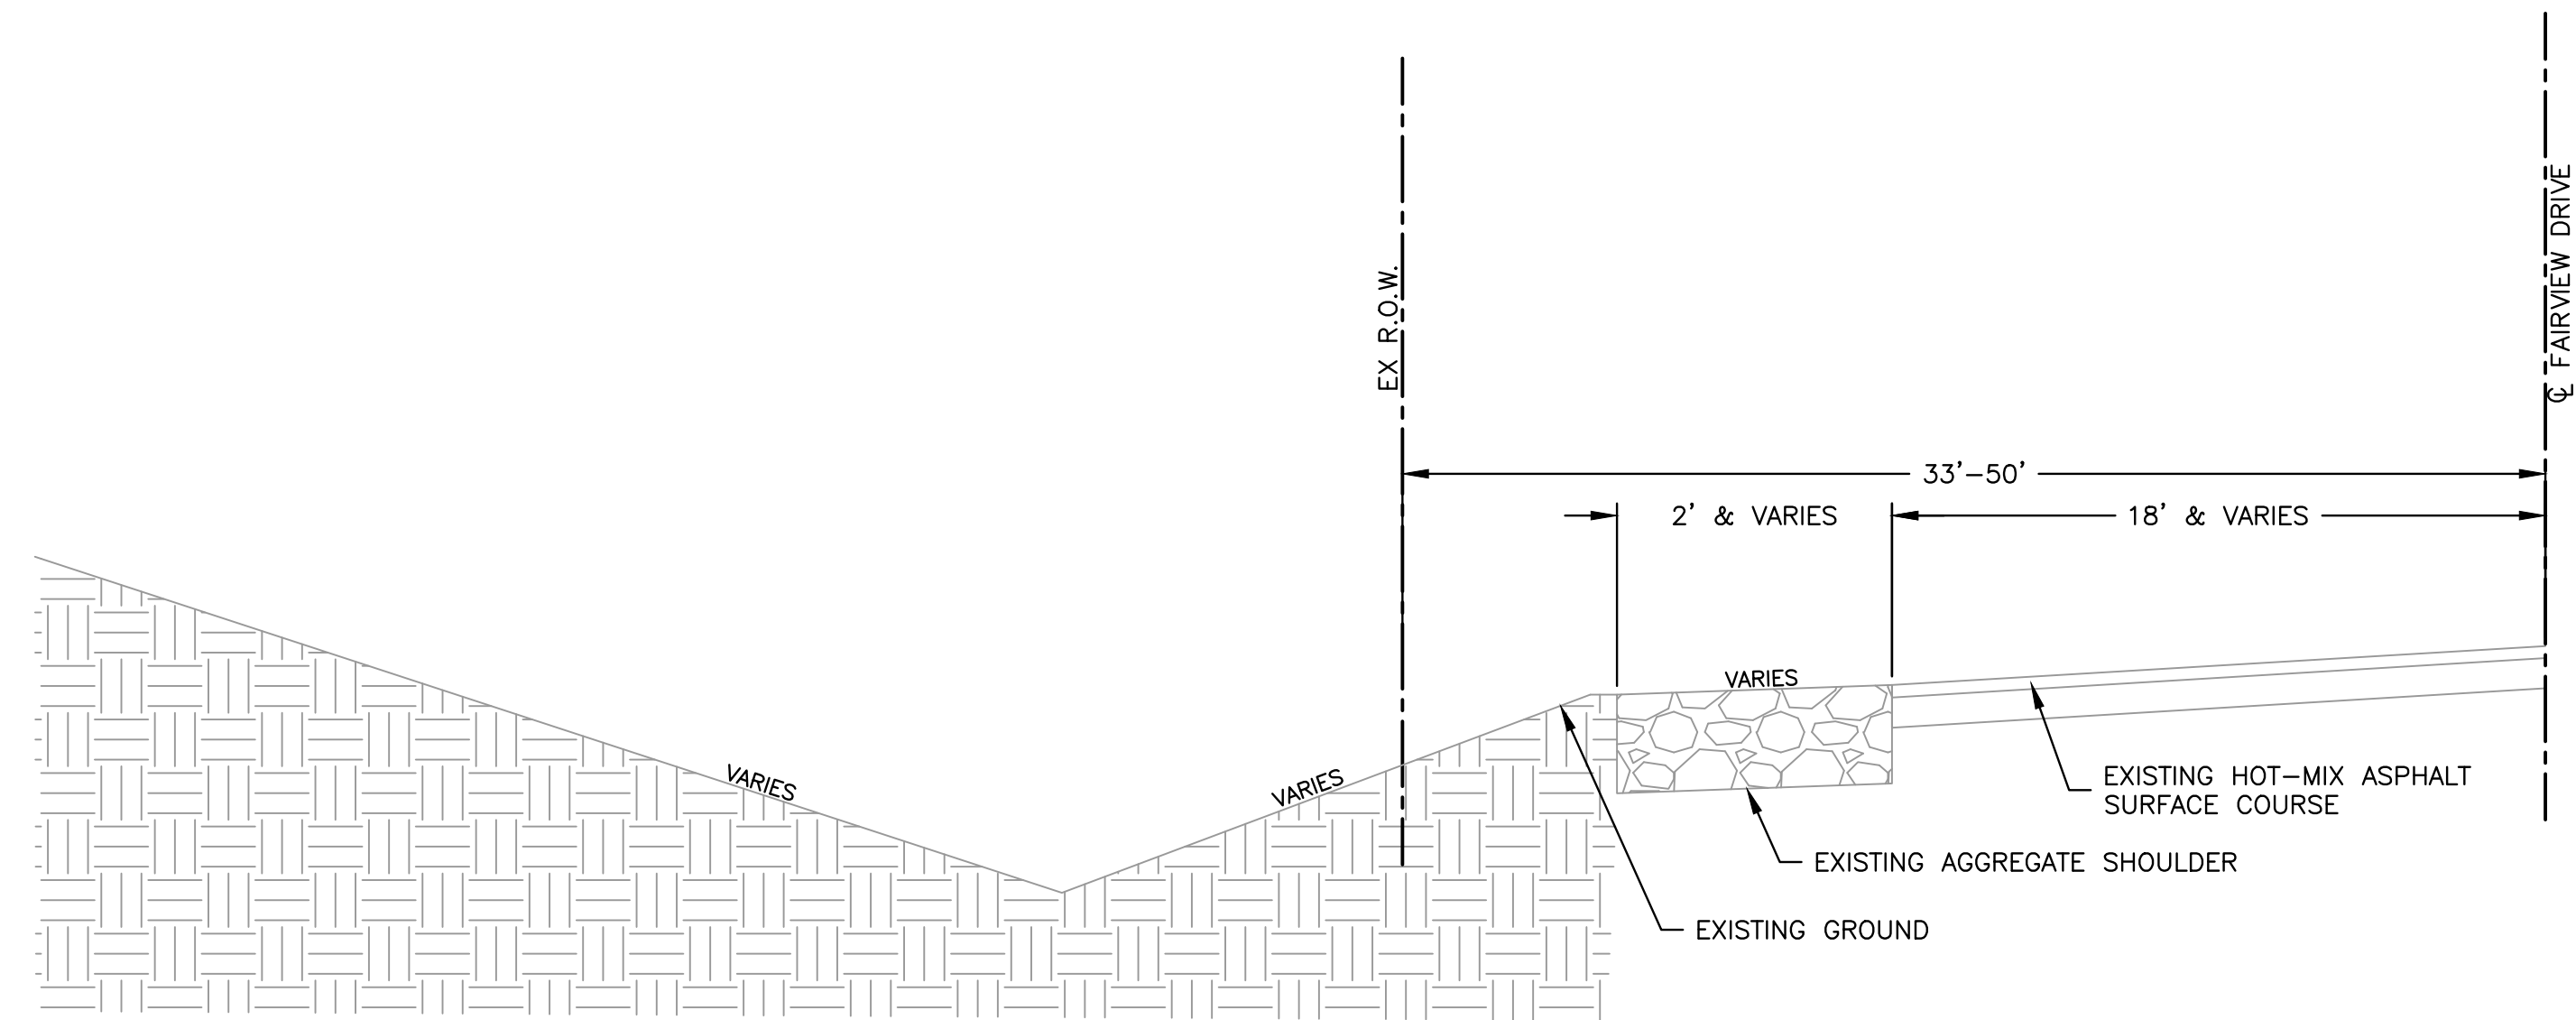 EX R.O.W.
℄ FAIRVIEW DRIVE
33'-50'
2' & VARIES
18' & VARIES
VARIES
VARIES
VARIES
EXISTING HOT-MIX ASPHALT
SURFACE COURSE
EXISTING AGGREGATE SHOULDER
EXISTING GROUND